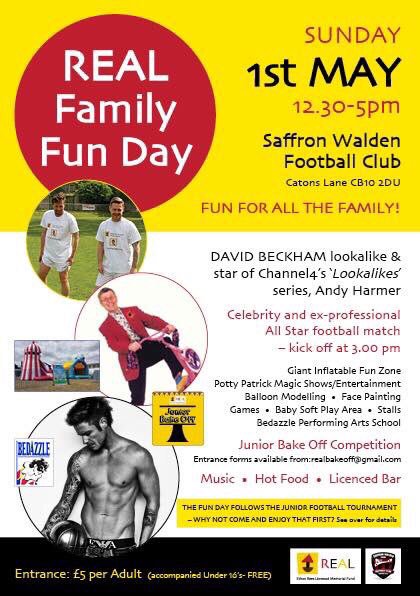 REAL
Family
Fun Day
SUNDAY
1st MAY
12.30-5pm
Saffron Walden
Football Club
Catons Lane CB10 2DU
FUN FOR ALL THE FAMILY!
DAVID BECKHAM lookalike &
star of Channel4's 'Lookalikes'
series, Andy Harmer
Celebrity and ex-professional
All Star football match
– kick off at 3.00 pm
Giant Inflatable Fun Zone
Potty Patrick Magic Shows/Entertainment
Balloon Modelling • Face Painting
Games • Baby Soft Play Area • Stalls
Bedazzle Performing Arts School
Junior
Bake Off
BEDAZZLE
Junior Bake Off Competition
Entrance forms available from:realbakeoff@gmail.com
Music • Hot Food • Licenced Bar
THE FUN DAY FOLLOWS THE JUNIOR FOOTBALL TOURNAMENT
– WHY NOT COME AND ENJOY THAT FIRST? See over for details
Entrance: £5 per Adult (accompanied Under 16's- FREE)
REAL